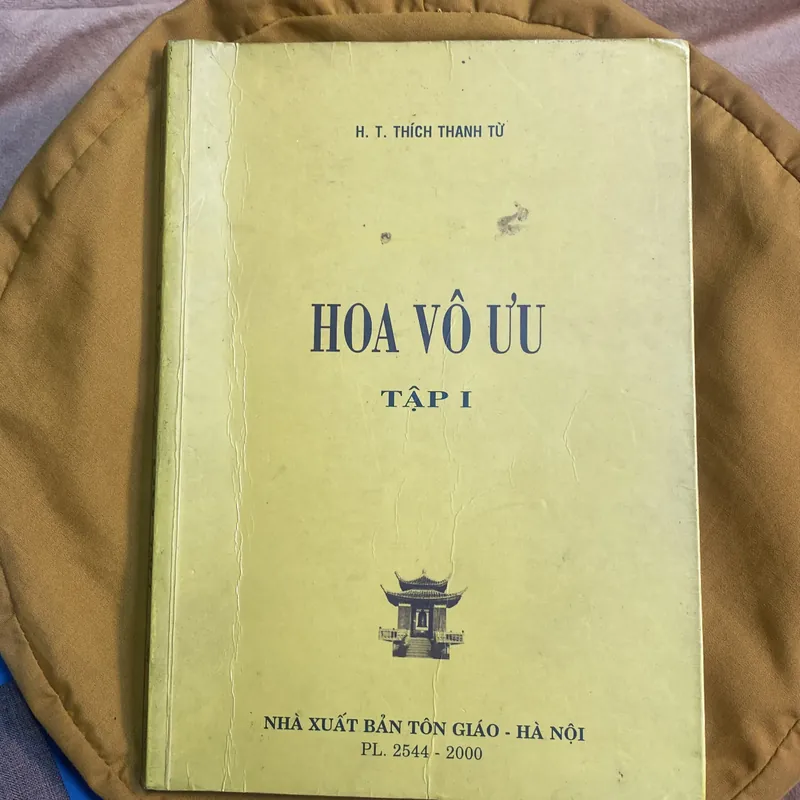 H. T. THÍCH THANH TỪ
HOA VÔ ƯU
TẬP I
NHÀ XUẤT BẢN TÔN GIÁO - HÀ NỘI
PL. 2544 - 2000